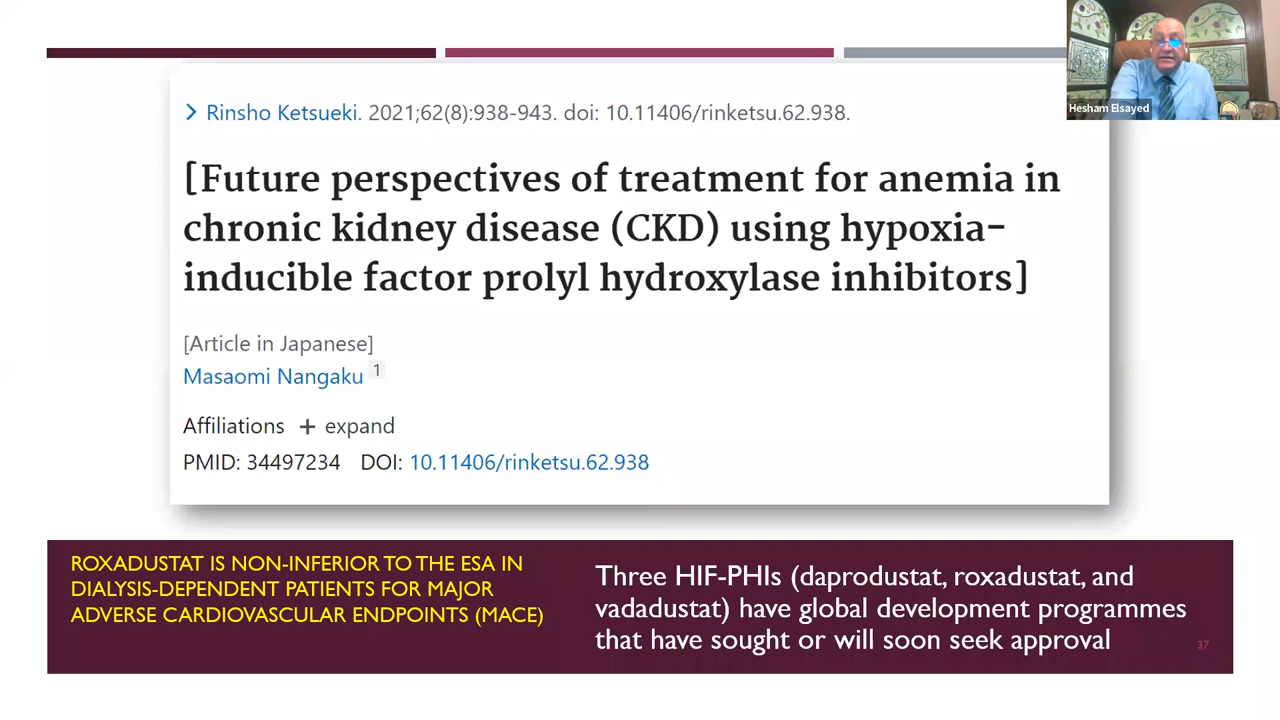 Hesham Elsayed
Rinsho Ketsueki. 2021;62(8):938-943. doi: 10.11406/rinketsu.62.938.
[Future perspectives of treatment for anemia in
chronic kidney disease (CKD) using hypoxia-
inducible factor prolyl hydroxylase inhibitors]
[Article in Japanese]
Masaomi Nangaku 1
Affiliations + expand
PMID: 34497234 DOI: 10.11406/rinketsu.62.938
ROXADUSTAT IS NON-INFERIOR TO THE ESA IN
DIALYSIS-DEPENDENT PATIENTS FOR MAJOR
ADVERSE CARDIOVASCULAR ENDPOINTS (MACE)
Three HIF-PHIs (daprodustat, roxadustat, and
vadadustat) have global development programmes
that have sought or will soon seek approval
37